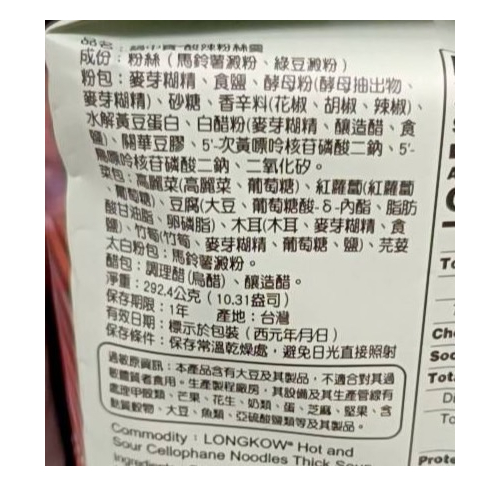 成份：粉絲（馬鈴薯澱粉、綠豆澱粉）
粉包：麥芽糊精、食鹽、酵母粉(酵母抽出物、
麥芽糊精)、砂糖、香辛料(花椒、胡椒、辣椒)、
水解黃豆蛋白、白醋粉(麥芽糊精、釀造醋、食
鹽)、關華豆膠、5'-次黃嘌呤核苷磷酸二鈉、5'-
鳥嘌呤核苷磷酸二鈉、二氧化矽。
菜包：高麗菜(高麗菜、葡萄糖)、紅蘿蔔(紅蘿蔔
、葡萄糖)、豆腐(大豆、葡萄糖酸-δ-內酯、脂肪
酸甘油酯、卵磷脂)、木耳(木耳、麥芽糊精、食
鹽)、竹筍(竹筍、麥芽糊精、葡萄糖、鹽)、芫荽
太白粉包：馬鈴薯澱粉。
醋包：調理醋(烏醋)、釀造醋。
淨重：292.4公克（10.31盎司）
保存期限：1年 產地：台灣
有效日期：標示於包裝（西元年/月/日）
保存條件：保存常溫乾燥處，避免日光直接照射
過敏原資訊：本產品含有大豆及其製品，不適合對其過
敏體質者食用。生產製程廠房，其設備及其生產管線有
處理甲殼類、芒果、花生、奶類、蛋、芝麻、堅果、含
麩質穀物、大豆、魚類、亞硫酸鹽類等及其製品。
Commodity : LONGKOW® Hot and
Sour Cellophane Noodles Thick Soup